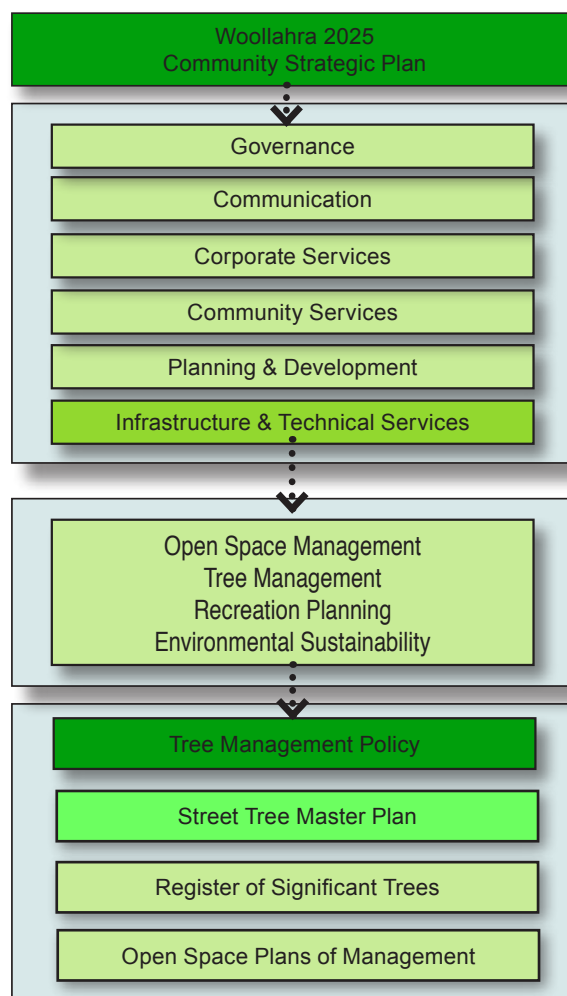 Woollahra 2025
Community Strategic Plan
Governance
Communication
Corporate Services
Community Services
Planning & Development
Infrastructure & Technical Services
Open Space Management
Tree Management
Recreation Planning
Environmental Sustainability
Tree Management Policy
Street Tree Master Plan
Register of Significant Trees
Open Space Plans of Management